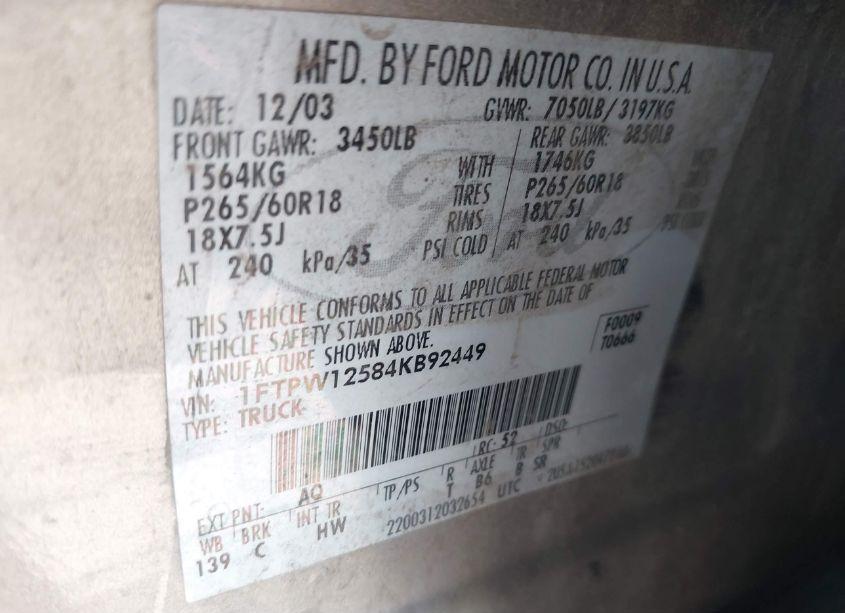 MFD. BY FORD MOTOR CO. IN U.S.A.
DATE: 12/03 GVWR: 7050LB/3197KG
FRONT GAWR: 3450LB REAR GAWR: 3850LB
1564KG WITH 1746KG
P265/60R18 TIRES P265/60R18
18X7.5J RIMS 18X7.5J
AT 240 kPa/35 PSI COLD AT 240 kPa/35
Ford
THIS VEHICLE CONFORMS TO ALL APPLICABLE FEDERAL MOTOR
VEHICLE SAFETY STANDARDS IN EFFECT ON THE DATE OF
MANUFACTURE SHOWN ABOVE.
F0009
T0666
VIN: 1FTPW12584KB92449
TYPE: TRUCK
EXT PNT: AQ RC: 52 DSO:
WB BRK INT TR TP/PS R AXLE TR SPR
139 C HW T B6 B SR
2200312032654 UTC